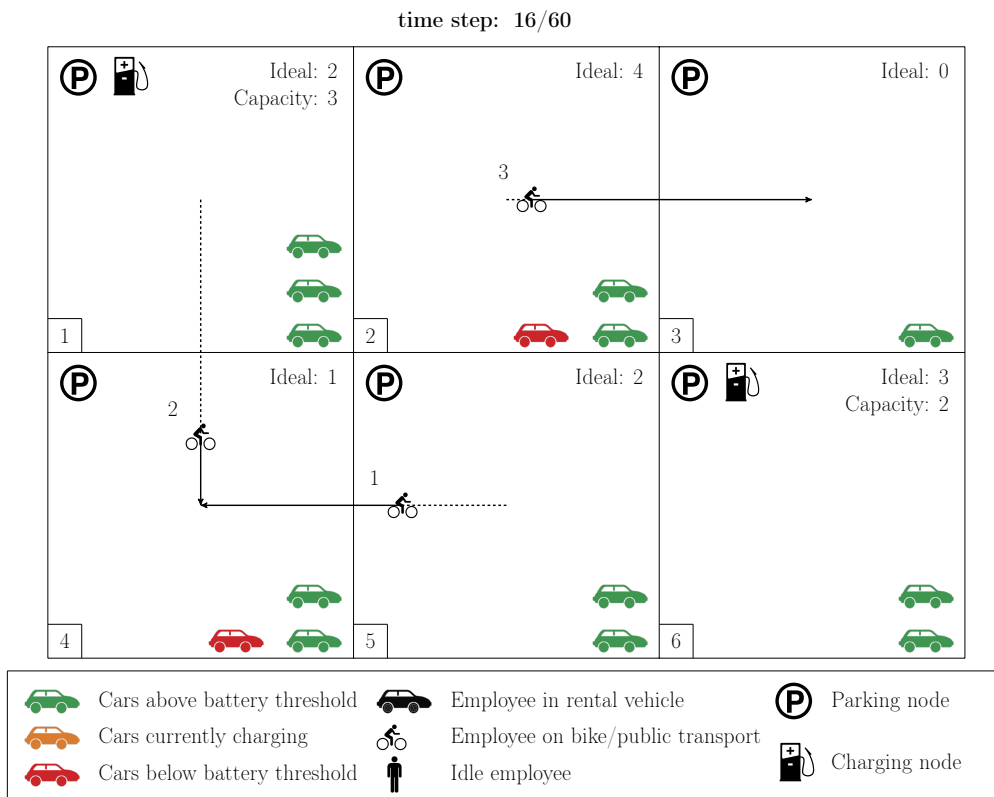 time step: 16/60
P
Ideal: 2
Capacity: 3
1
P
Ideal: 4
3
2
P
Ideal: 0
3
P
Ideal: 1
2
4
P
Ideal: 2
1
5
P
Ideal: 3
Capacity: 2
6
Cars above battery threshold
Cars currently charging
Cars below battery threshold
Employee in rental vehicle
Employee on bike/public transport
Idle employee
P Parking node
Charging node